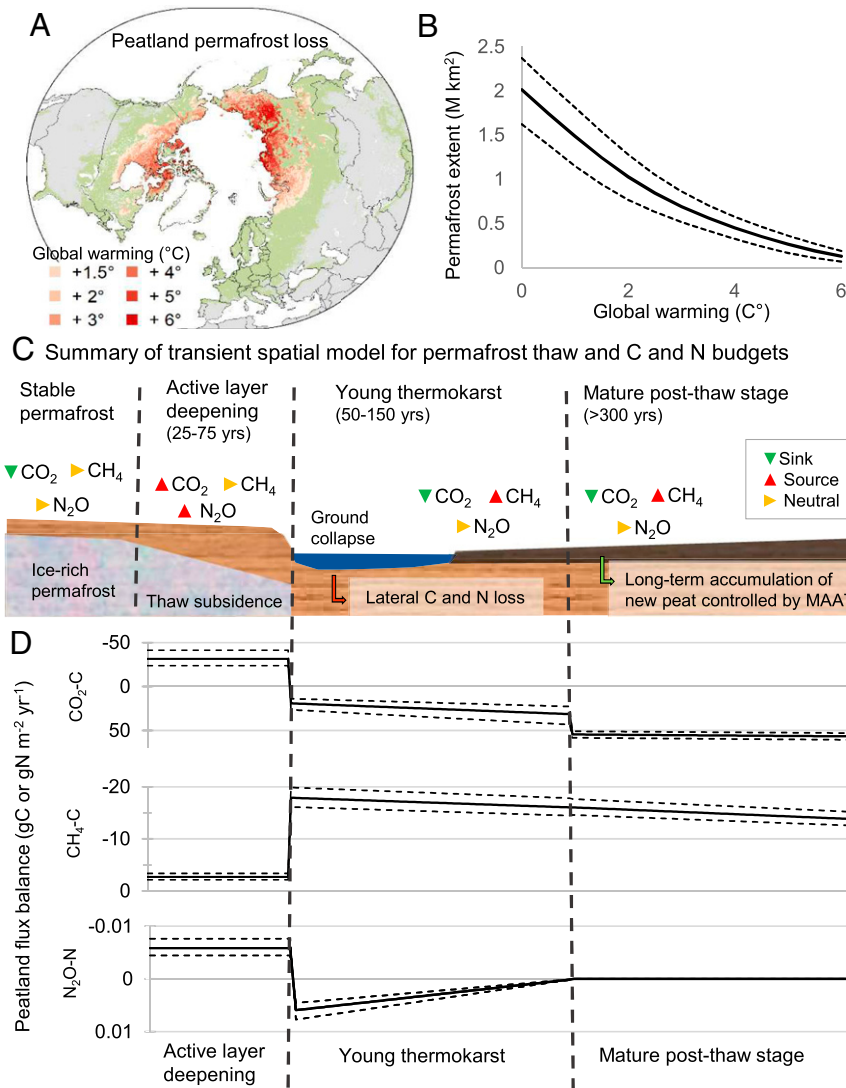 A
Peatland permafrost loss
Global warming (°C)
+1.5°
+ 4°
+ 2°
+ 5°
+ 3°
+ 6°
B
Permafrost extent (M km²)
2.5
2
1.5
1
0.5
0
0
2
4
6
Global warming (C°)
C Summary of transient spatial model for permafrost thaw and C and N budgets
Stable
permafrost
Active layer
deepening
(25-75 yrs)
Young thermokarst
(50-150 yrs)
Mature post-thaw stage
(>300 yrs)
CO₂
CH₄
N₂O
CO₂
CH₄
N₂O
CO₂
CH₄
N₂O
CO₂
CH₄
N₂O
Sink
Source
Neutral
Ground
collapse
Ice-rich
permafrost
Thaw subsidence
Lateral C and N loss
Long-term accumulation of
new peat controlled by MAAT
D
Peatland flux balance (gC or gN m⁻² yr⁻¹)
CO₂-C
-50
0
50
CH₄-C
-20
-10
0
N₂O-N
-0.01
0
0.01
Active layer
deepening
Young thermokarst
Mature post-thaw stage